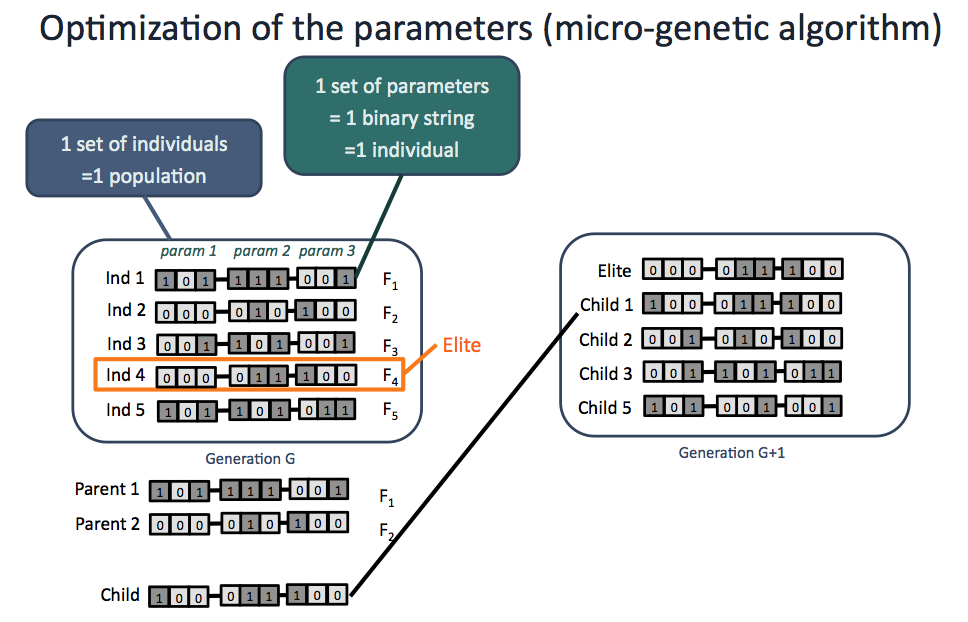 Optimization of the parameters (micro-genetic algorithm)
1 set of parameters
= 1 binary string
=1 individual
1 set of individuals
=1 population
param 1 param 2 param 3
Ind 1 1 0 1 1 1 1 0 0 1 F1
Ind 2 0 0 0 0 1 0 1 0 0 F2
Ind 3 0 0 1 1 0 1 0 0 1 F3
Elite
Ind 4 0 0 0 0 1 1 1 0 0 F4
Ind 5 1 0 1 1 0 1 0 1 1 F5
Generation G
Parent 1 1 0 1 1 1 1 0 0 1 F1
Parent 2 0 0 0 0 1 0 1 0 0 F2
Child 1 0 0 0 1 1 1 0 0
Elite 0 0 0 0 1 1 1 0 0
Child 1 1 0 0 0 1 1 1 0 0
Child 2 0 0 1 0 1 0 1 0 0
Child 3 0 0 1 1 0 1 0 1 1
Child 5 1 0 1 0 0 1 0 0 1
Generation G+1